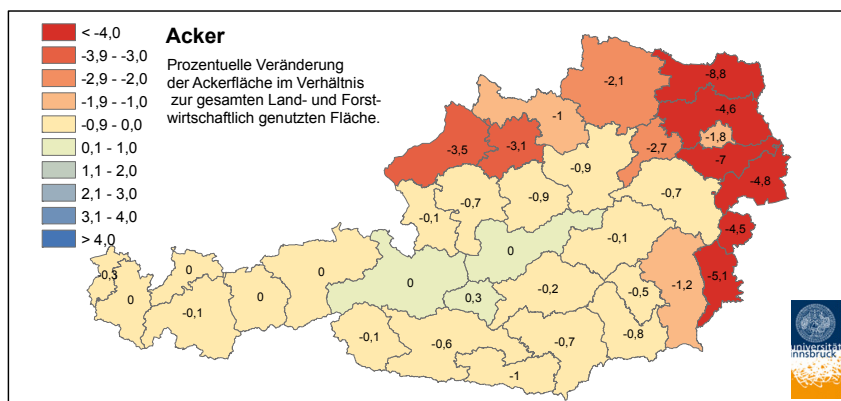 < -4,0
-3,9 - -3,0
-2,9 - -2,0
-1,9 - -1,0
-0,9 - 0,0
0,1 - 1,0
1,1 - 2,0
2,1 - 3,0
3,1 - 4,0
> 4,0
Acker
Prozentuelle Veränderung
der Ackerfläche im Verhältnis
zur gesamten Land- und Forst-
wirtschaftlich genutzten Fläche.
-8,8
-2,1
-4,6
-1
-1,8
-3,5
-3,1
-2,7
-7
-0,9
-4,8
-0,7
-0,9
-0,7
-0,1
-4,5
-0,1
0
-0,3
0
0
-5,1
0
0
0
0,3
-0,2
-0,5
-1,2
-0,1
-0,1
-0,6
-0,7
-0,8
-1
universität
innsbruck